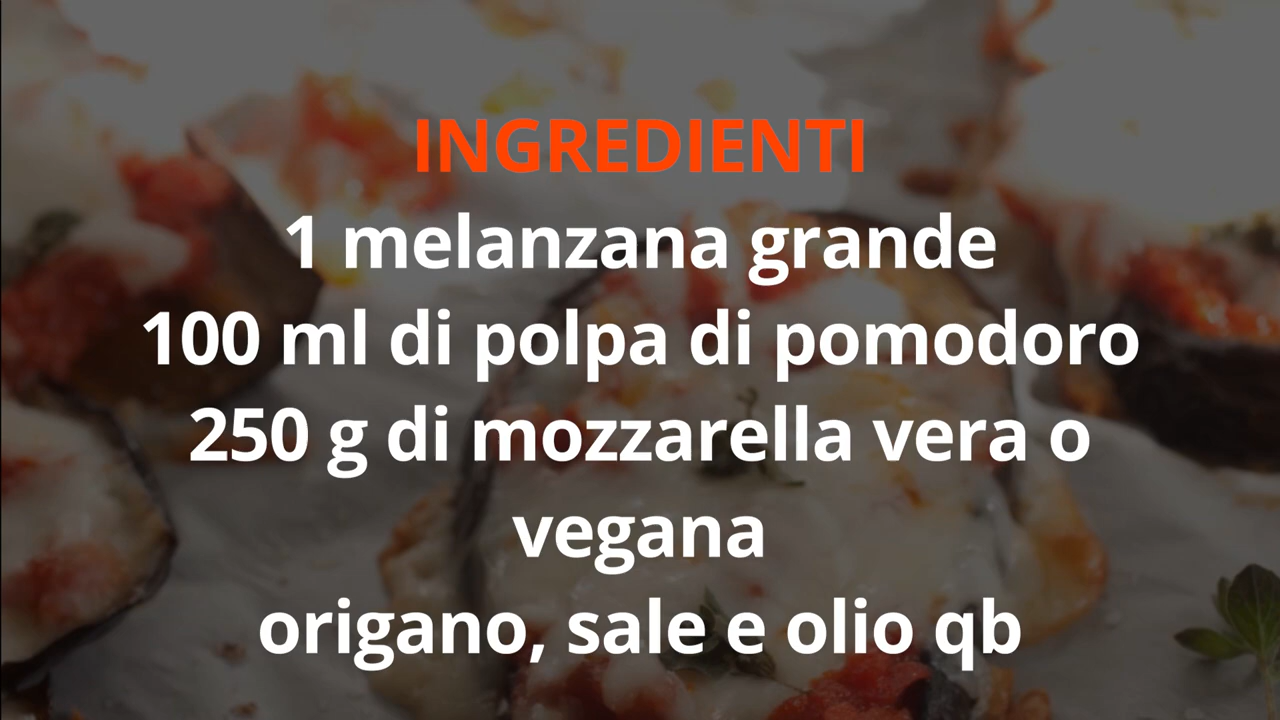 INGREDIENTI
1 melanzana grande
100 ml di polpa di pomodoro
250 g di mozzarella vera o
vegana
origano, sale e olio qb